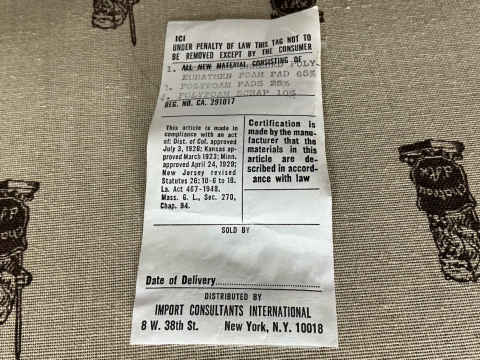 ICI
UNDER PENALTY OF LAW THIS TAG NOT TO
BE REMOVED EXCEPT BY THE CONSUMER
ALL NEW MATERIAL CONSISTING OF
1. POLY-
FOAM PAD 65%
POLYFOAM PADS 25%
POLYFOAM SCRAP 10%
REG. NO. CA. 291017
This article is made in
compliance with an act
of: Dist. of Col. approved
July 3, 1926; Kansas ap-
proved March 1923; Minn.
approved April 24, 1929;
New Jersey revised
Statutes 26: 10-6 to 18.
La. Act 467-1948.
Mass. G. L., Sec. 270,
Chap. 94.
Certification is
made by the manu-
facturer that the
materials in this
article are de-
scribed in accord-
ance with law
SOLD BY
Date of Delivery
DISTRIBUTED BY
IMPORT CONSULTANTS INTERNATIONAL
8 W. 38th St. New York, N.Y. 10018